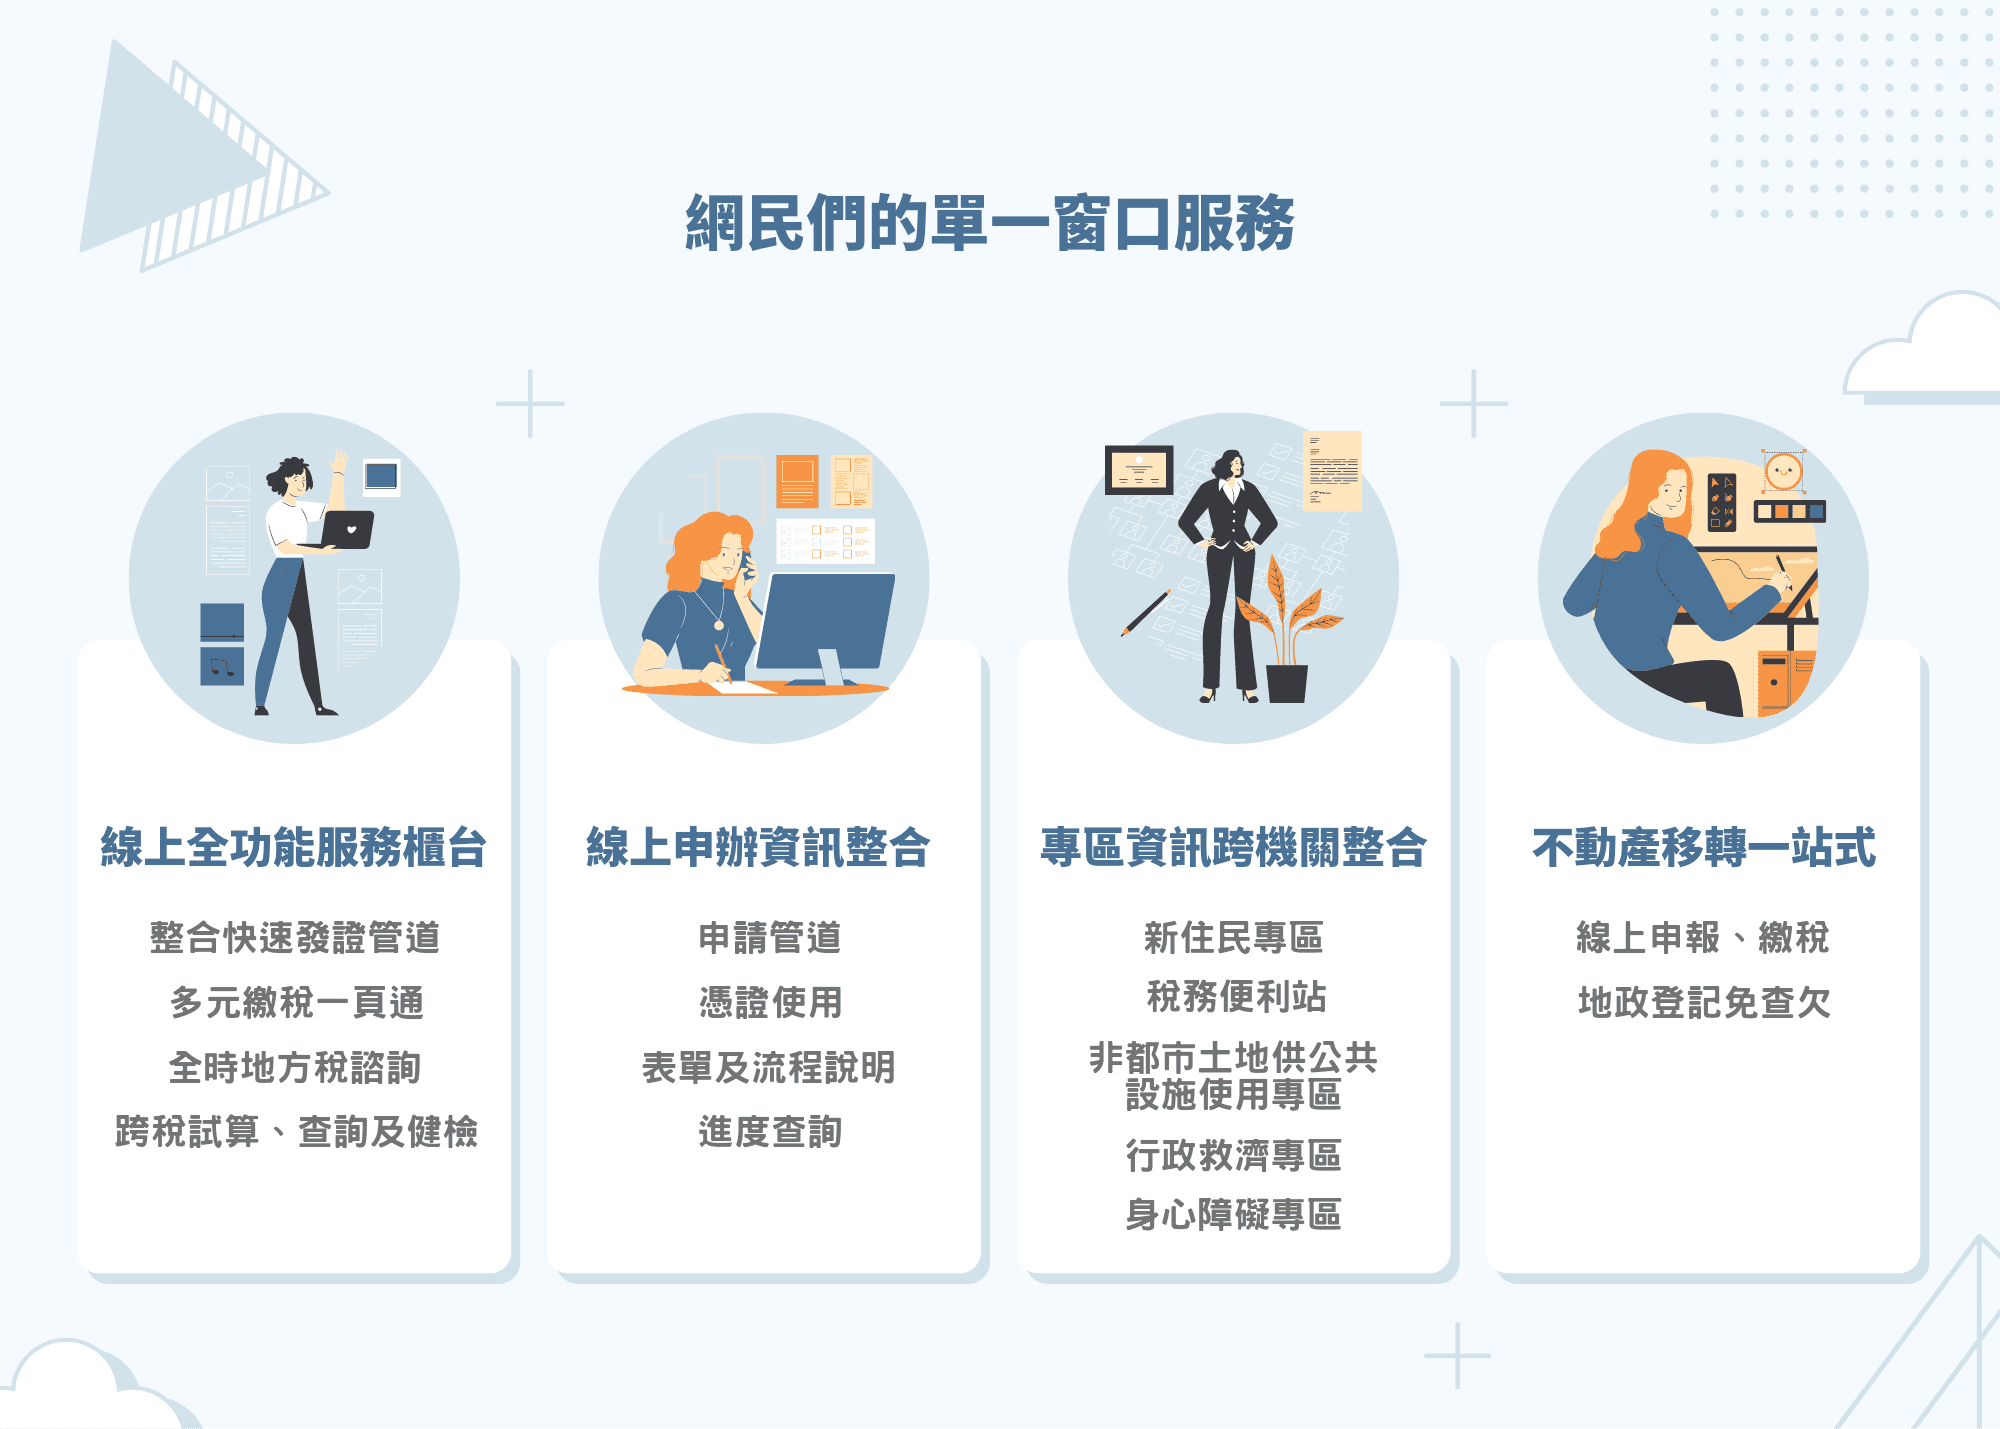 網民們的單一窗口服務
線上全功能服務櫃台
整合快速發證管道
多元繳稅一頁通
全時地方稅諮詢
跨稅試算、查詢及健檢
線上申辦資訊整合
申請管道
憑證使用
表單及流程說明
進度查詢
專區資訊跨機關整合
新住民專區
稅務便利站
非都市土地供公共
設施使用專區
行政救濟專區
身心障礙專區
不動產移轉一站式
線上申報、繳稅
地政登記免查欠